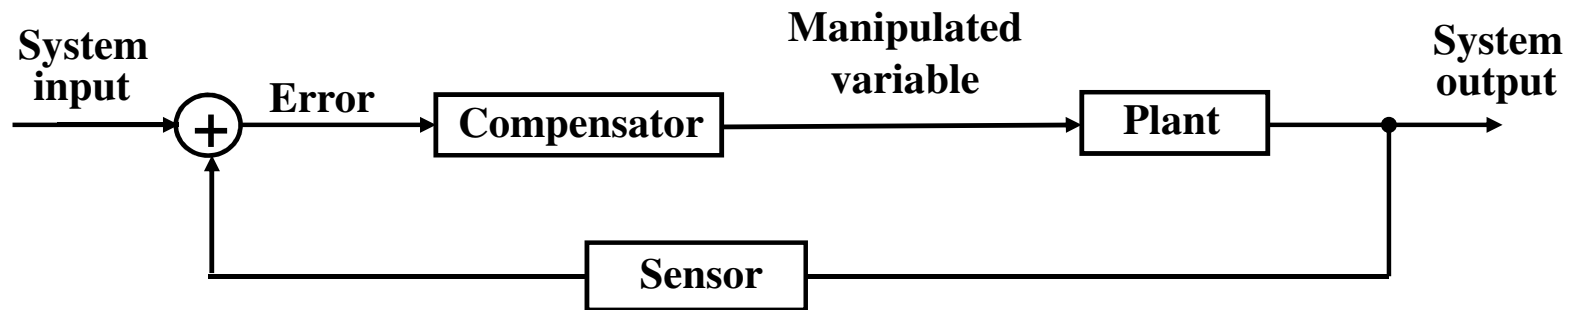 System
input
+
Error
Compensator
Manipulated
variable
Plant
System
output
Sensor